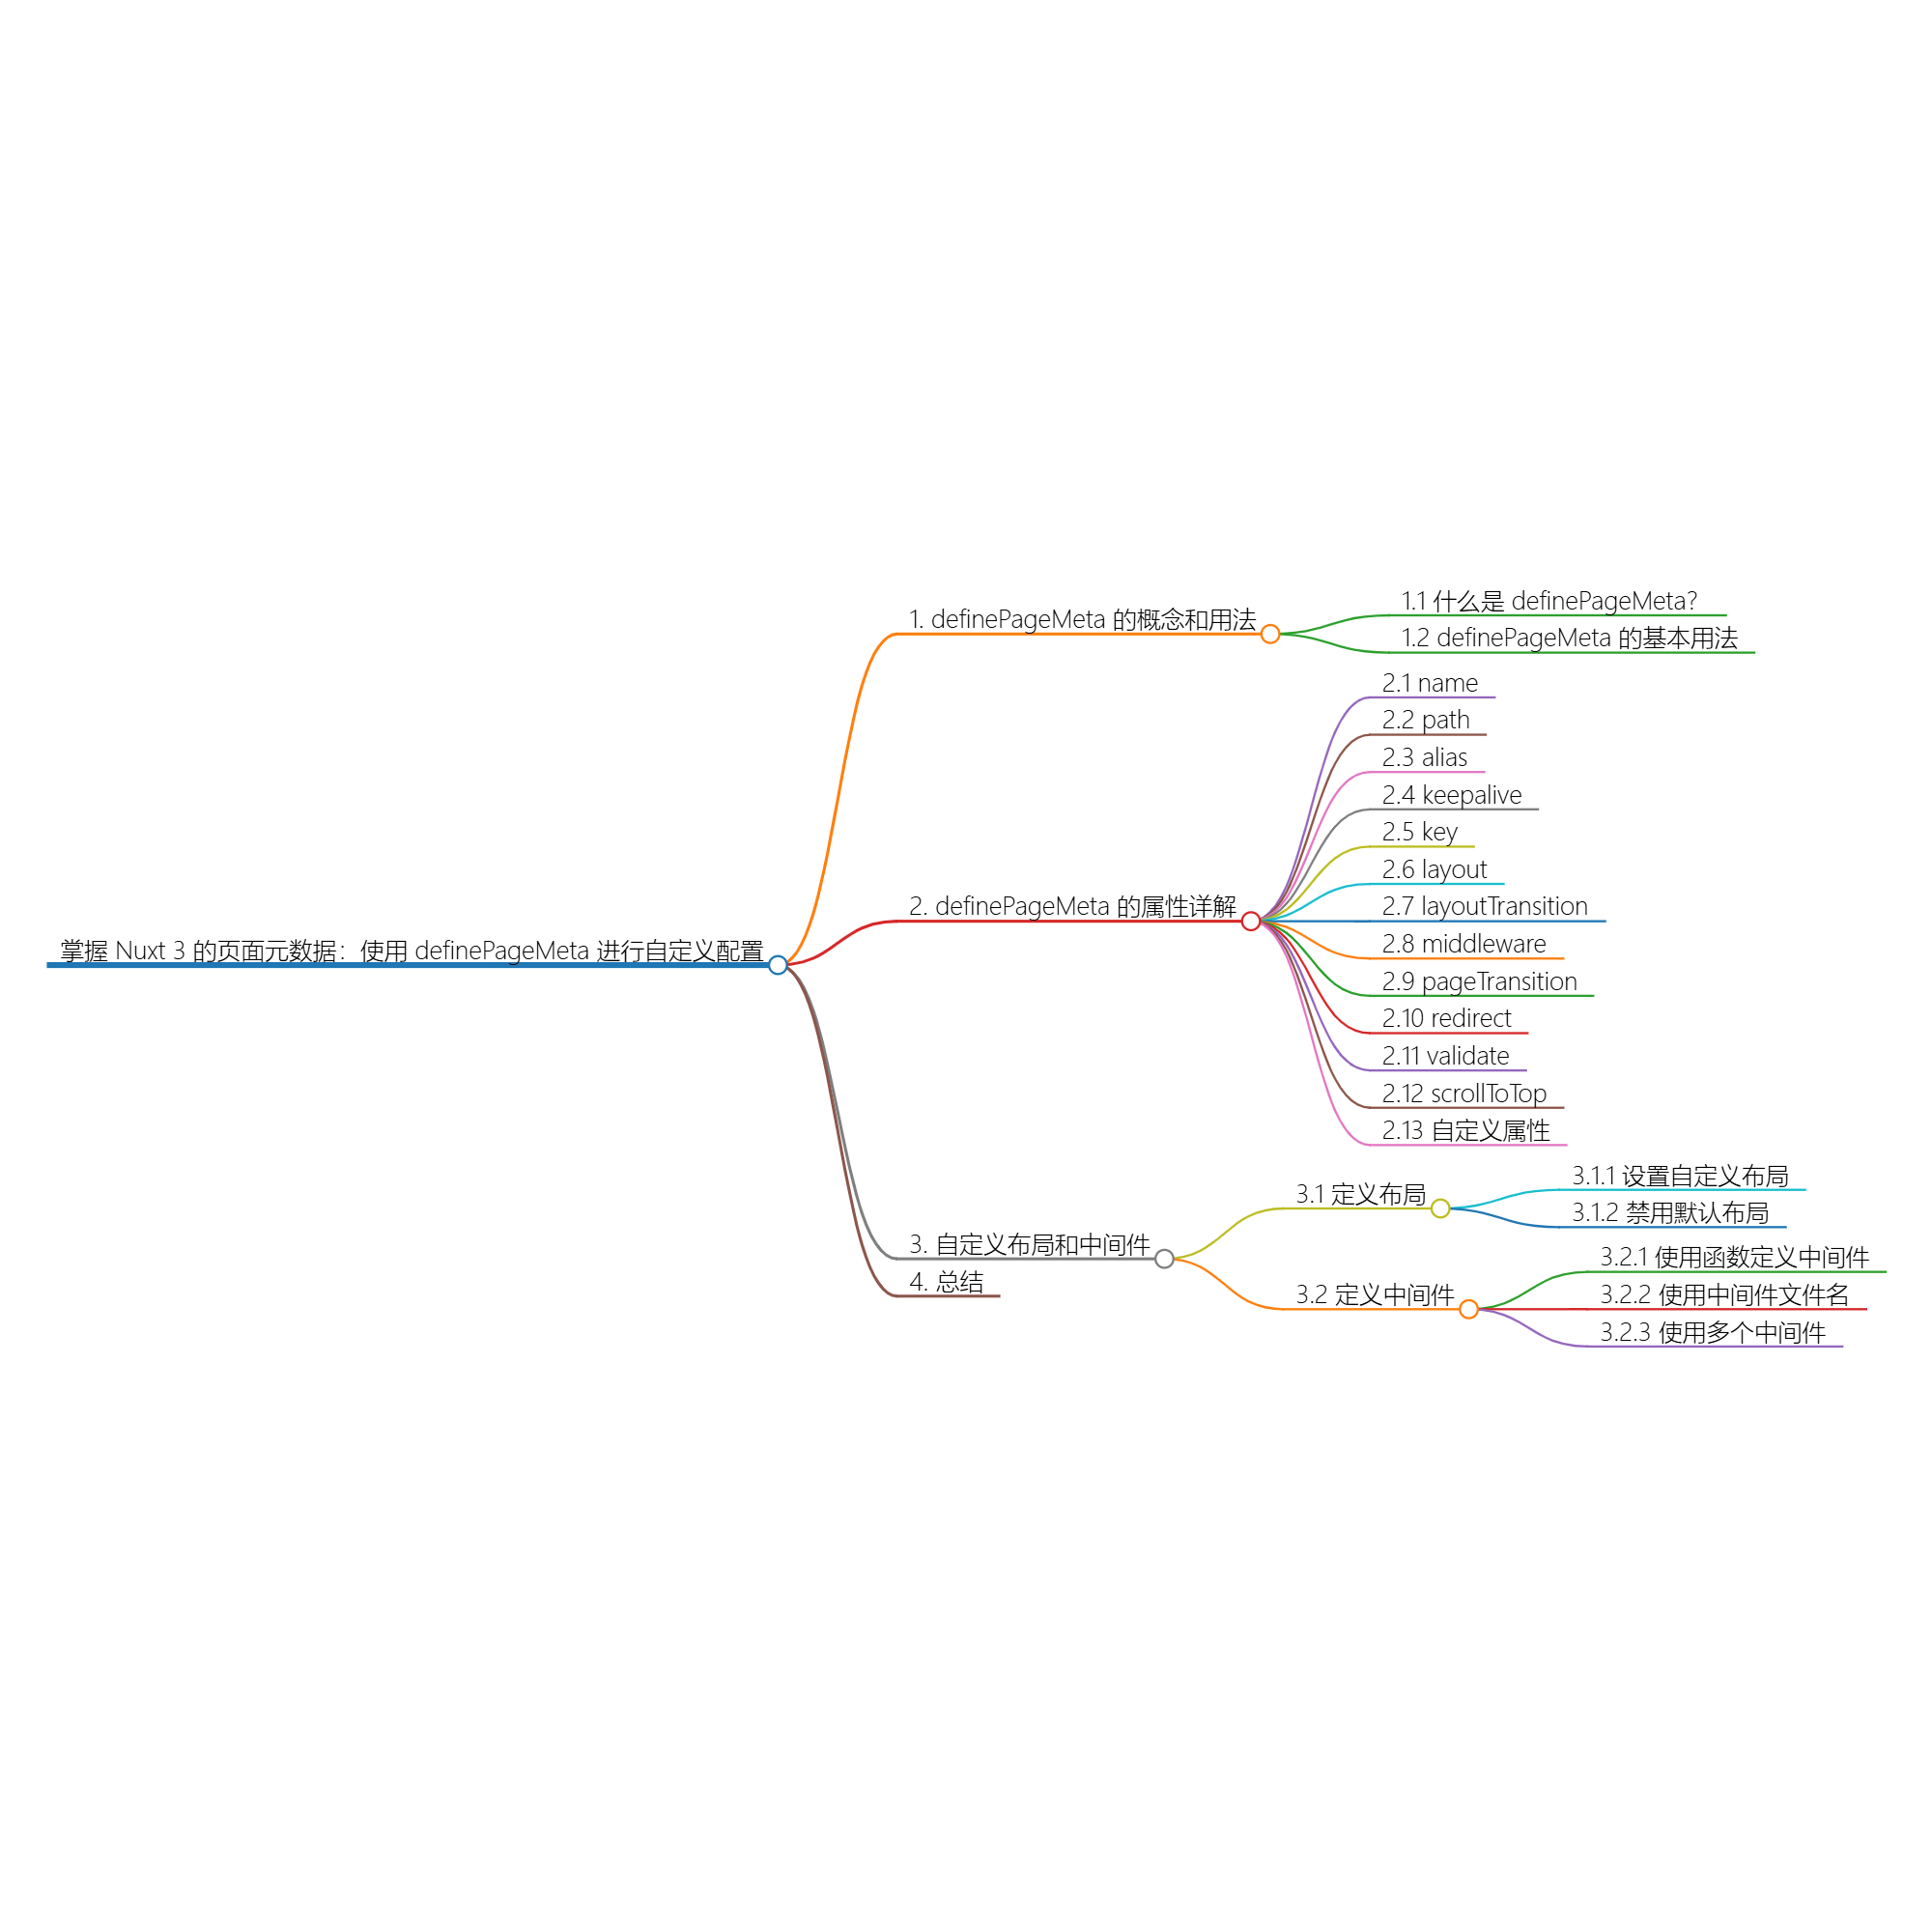 掌握 Nuxt 3 的页面元数据：使用 definePageMeta 进行自定义配置
1. definePageMeta 的概念和用法
1.1 什么是 definePageMeta？
1.2 definePageMeta 的基本用法
2. definePageMeta 的属性详解
2.1 name
2.2 path
2.3 alias
2.4 keepalive
2.5 key
2.6 layout
2.7 layoutTransition
2.8 middleware
2.9 pageTransition
2.10 redirect
2.11 validate
2.12 scrollToTop
2.13 自定义属性
3. 自定义布局和中间件
3.1 定义布局
3.1.1 设置自定义布局
3.1.2 禁用默认布局
3.2 定义中间件
3.2.1 使用函数定义中间件
3.2.2 使用中间件文件名
3.2.3 使用多个中间件
4. 总结